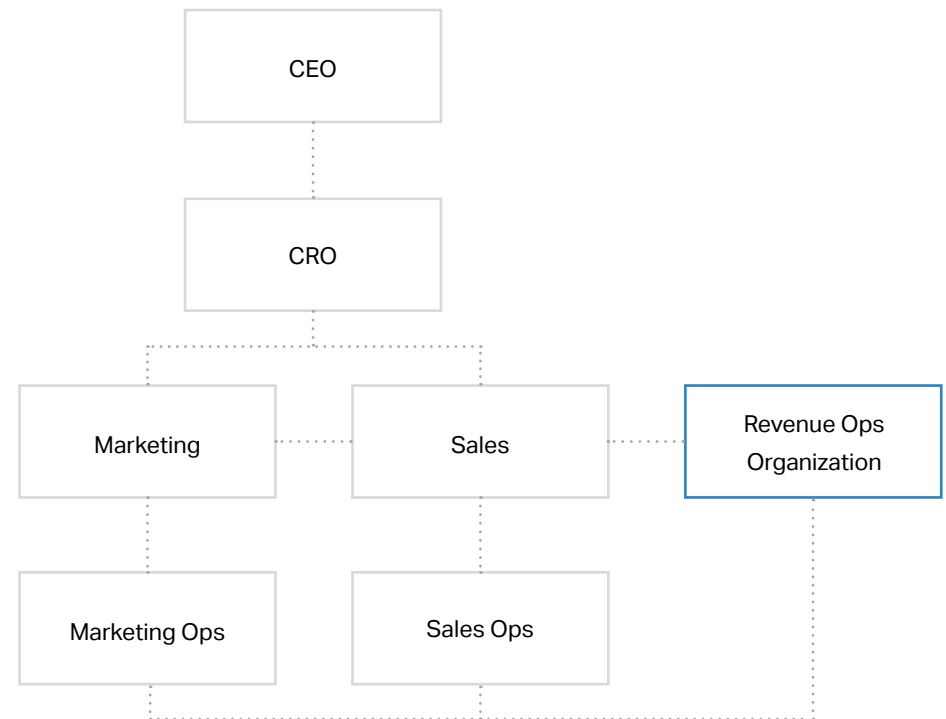 CEO
CRO
Marketing
Sales
Revenue Ops
Organization
Marketing Ops
Sales Ops